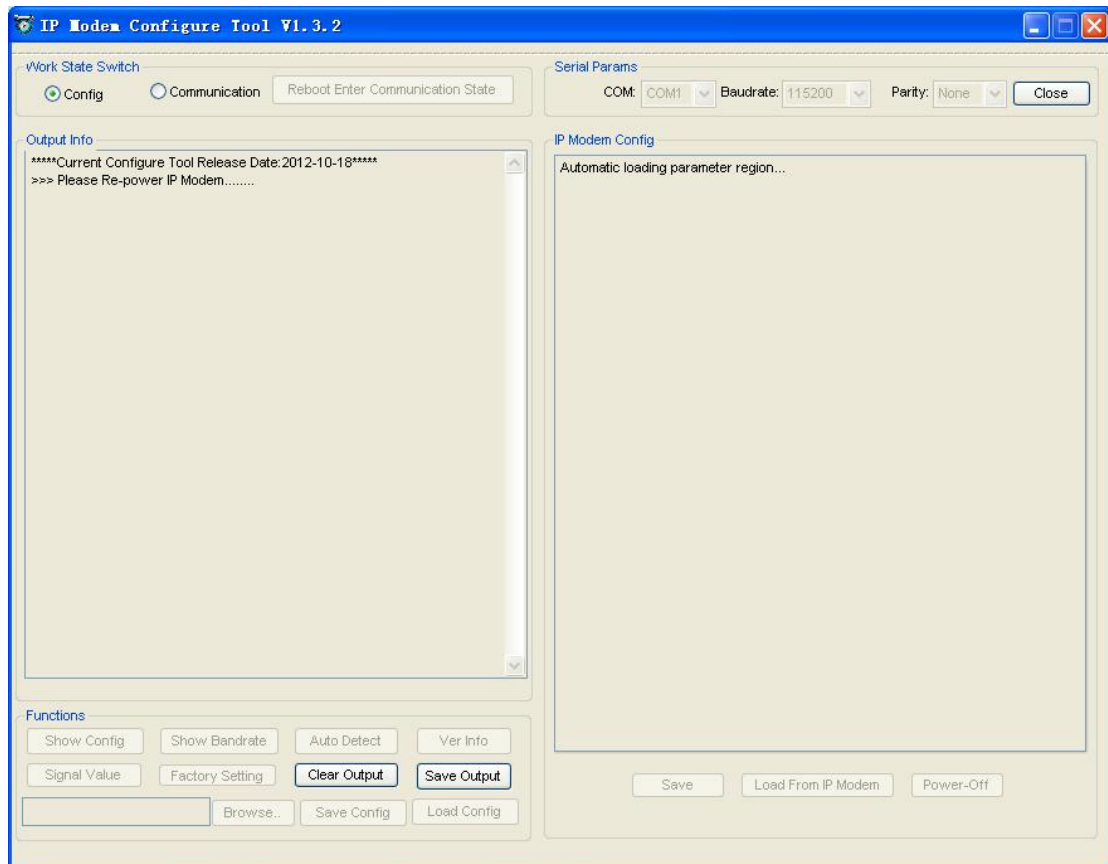 IP Modem Configure Tool V1.3.2
Work State Switch
Config
Communication
Reboot Enter Communication State
Serial Params
COM:
COM1
Baudrate:
115200
Parity:
None
Close
Output Info
*****Current Configure Tool Release Date:2012-10-18*****
>>> Please Re-power IP Modem........
IP Modem Config
Automatic loading parameter region...
Functions
Show Config
Show Bandrate
Auto Detect
Ver Info
Signal Value
Factory Setting
Clear Output
Save Output
Browse..
Save Config
Load Config
Save
Load From IP Modem
Power-Off